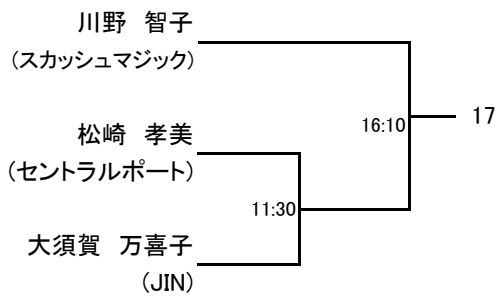 川野　智子
(スカッシュマジック)
16:10
17
松崎　孝美
(セントラルポート)
11:30
大須賀　万喜子
(JIN)